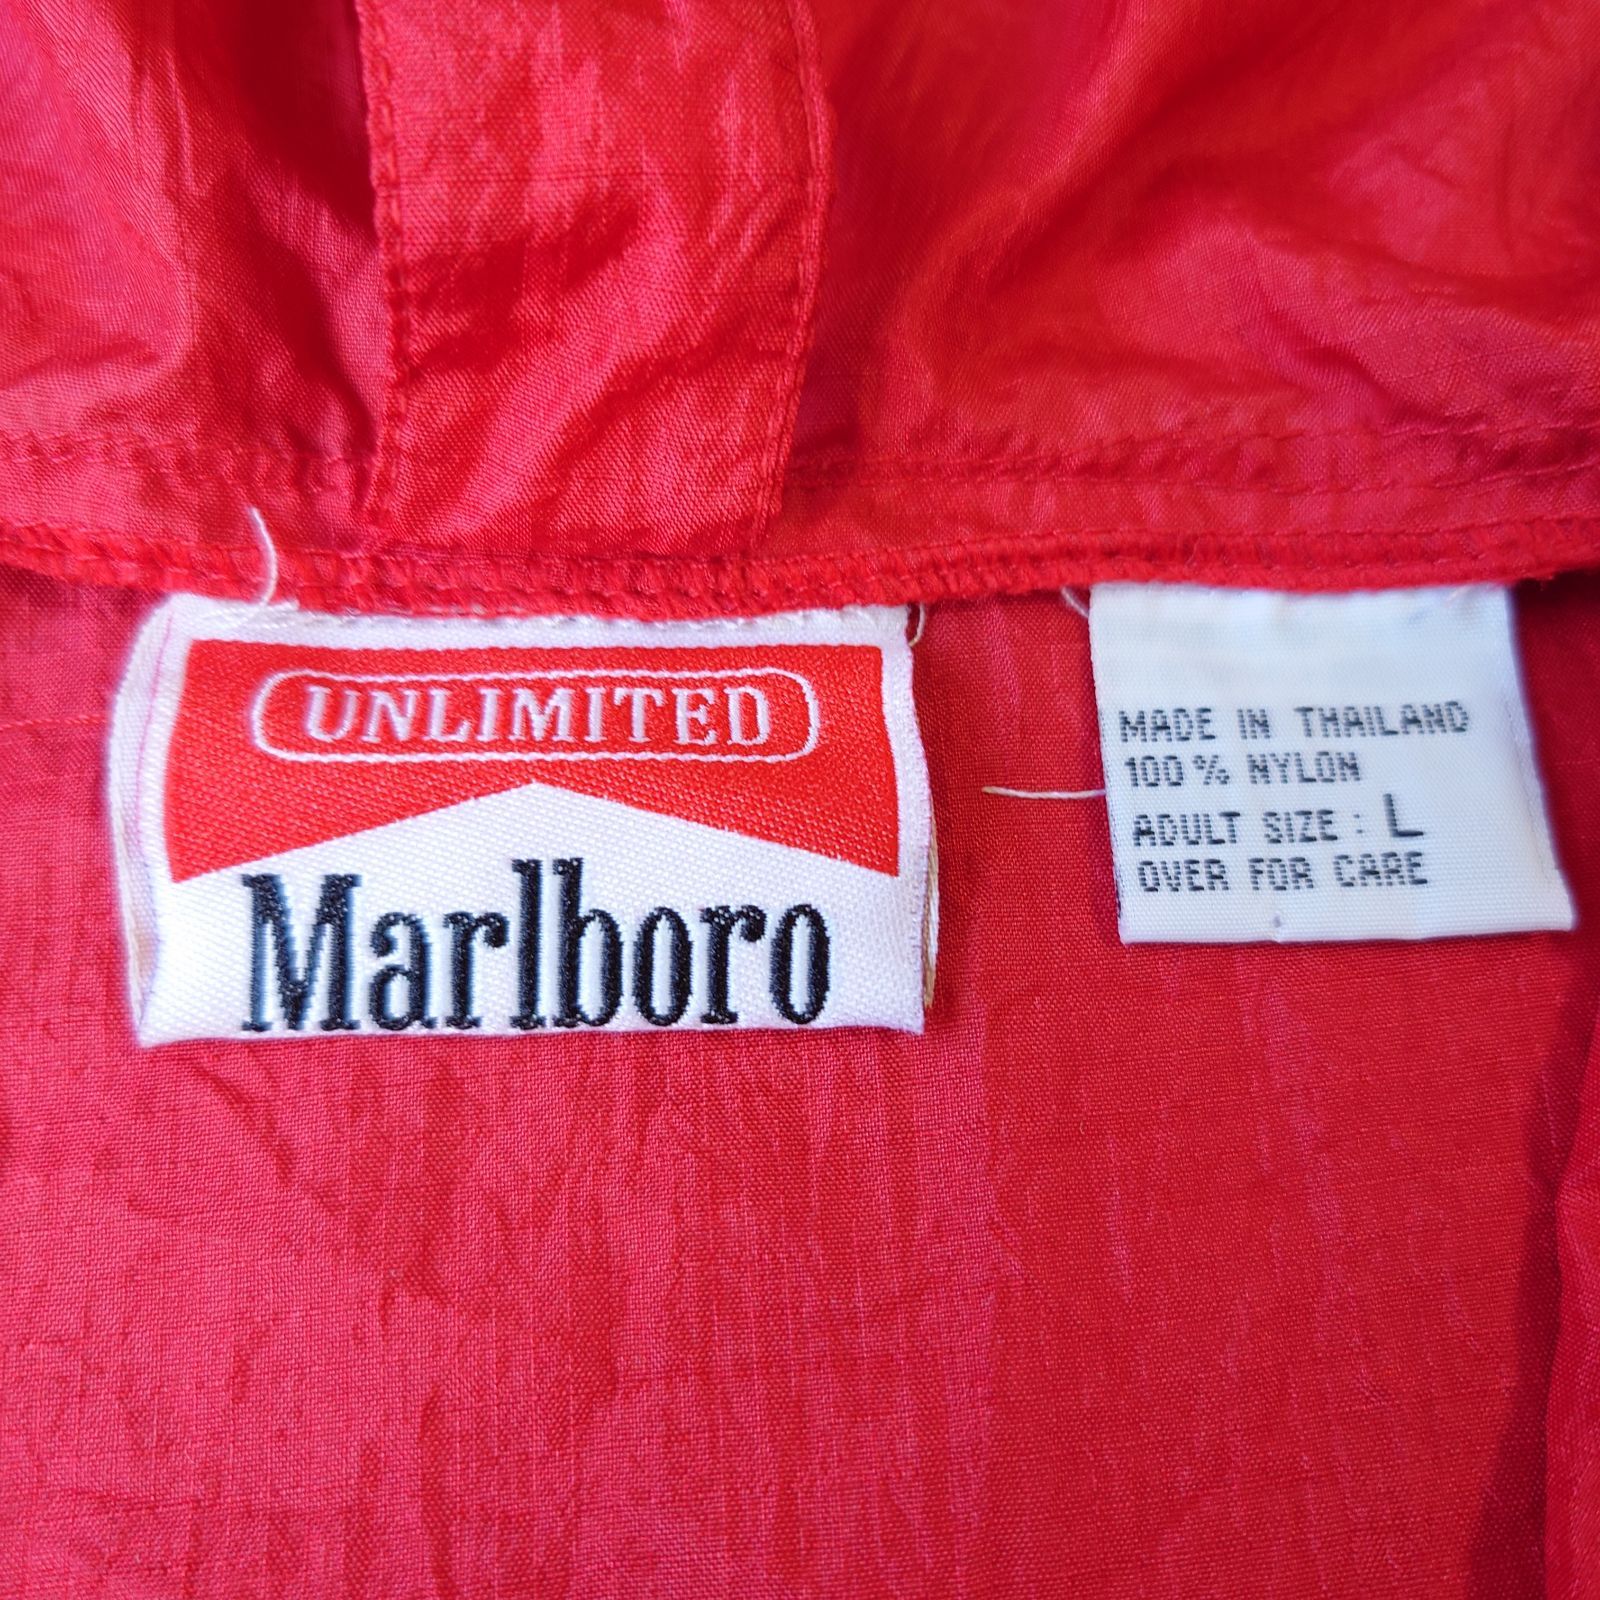 UNLIMITED
Marlboro
MADE IN THAILAND
100% NYLON
ADULT SIZE : L
OVER FOR CARE